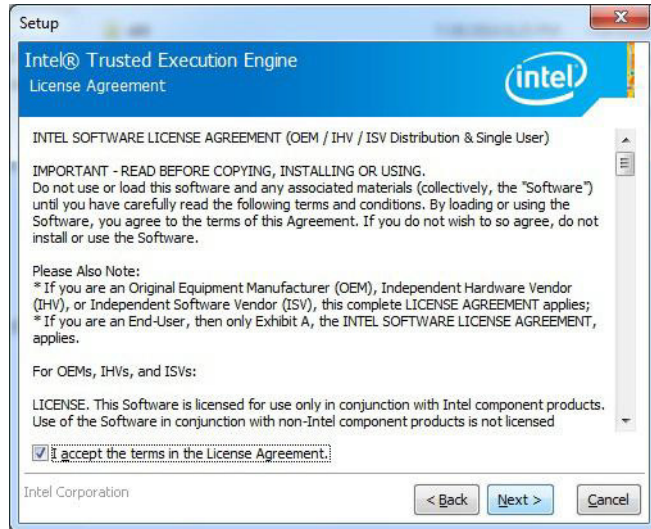 Setup
Intel® Trusted Execution Engine
License Agreement
intel
INTEL SOFTWARE LICENSE AGREEMENT (OEM / IHV / ISV Distribution & Single User)
IMPORTANT - READ BEFORE COPYING, INSTALLING OR USING.
Do not use or load this software and any associated materials (collectively, the "Software")
until you have carefully read the following terms and conditions. By loading or using the
Software, you agree to the terms of this Agreement. If you do not wish to so agree, do not
install or use the Software.
Please Also Note:
* If you are an Original Equipment Manufacturer (OEM), Independent Hardware Vendor
(IHV), or Independent Software Vendor (ISV), this complete LICENSE AGREEMENT applies;
* If you are an End-User, then only Exhibit A, the INTEL SOFTWARE LICENSE AGREEMENT,
applies.
For OEMs, IHVs, and ISVs:
LICENSE. This Software is licensed for use only in conjunction with Intel component products.
Use of the Software in conjunction with non-Intel component products is not licensed
I accept the terms in the License Agreement.
Intel Corporation
< Back Next > Cancel